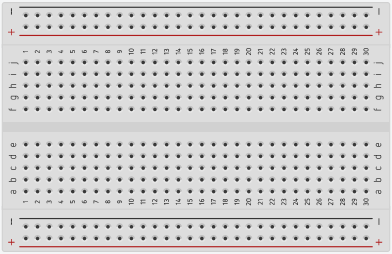 − −
+ +
1 2 3 4 5 6 7 8 9 10 11 12 13 14 15 16 17 18 19 20 21 22 23 24 25 26 27 28 29 30
j j
i i
h h
g g
f f
e e
d d
c c
b b
a a
1 2 3 4 5 6 7 8 9 10 11 12 13 14 15 16 17 18 19 20 21 22 23 24 25 26 27 28 29 30
− −
+ +